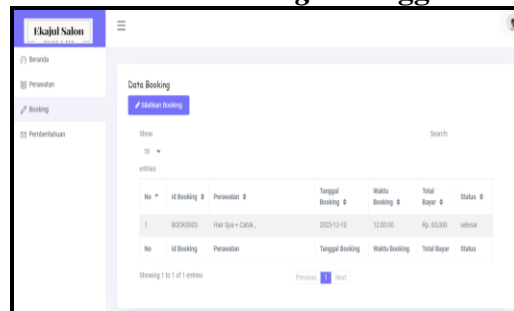 Ekajul Salon
Beranda
Perawatan
Booking
Pemberitahuan
Data Booking
Silahkan Booking
Show
10
entries
Search:
No Id Booking Perawatan Tanggal Booking Waktu Booking Total Bayar Status
1 BOOK0003 Hair Spa + Catok , 2023-12-10 12:00:00 Rp. 65,000 selesai
No Id Booking Perawatan Tanggal Booking Waktu Booking Total Bayar Status
Showing 1 to 1 of 1 entries
Previous 1 Next